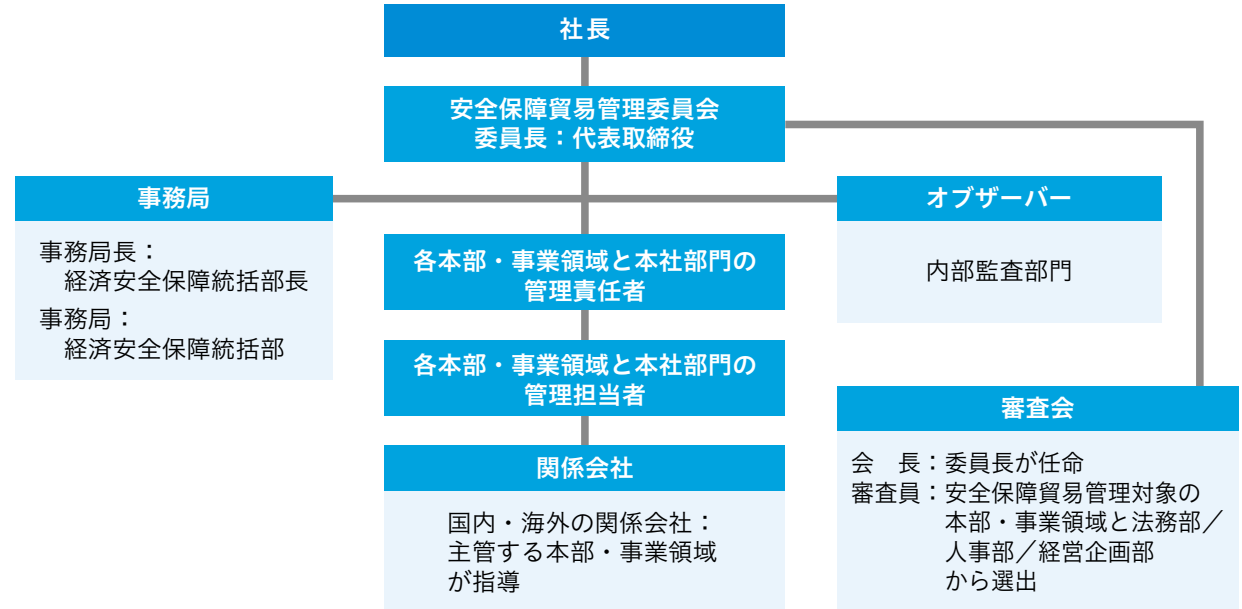 社長
安全保障貿易管理委員会
委員長：代表取締役
事務局
事務局長：
経済安全保障統括部長
事務局：
経済安全保障統括部
オブザーバー
内部監査部門
各本部・事業領域と本社部門の
管理責任者
各本部・事業領域と本社部門の
管理担当者
関係会社
国内・海外の関係会社：
主管する本部・事業領域
が指導
審査会
会　長：委員長が任命
審査員：安全保障貿易管理対象の
本部・事業領域と法務部／
人事部／経営企画部
から選出